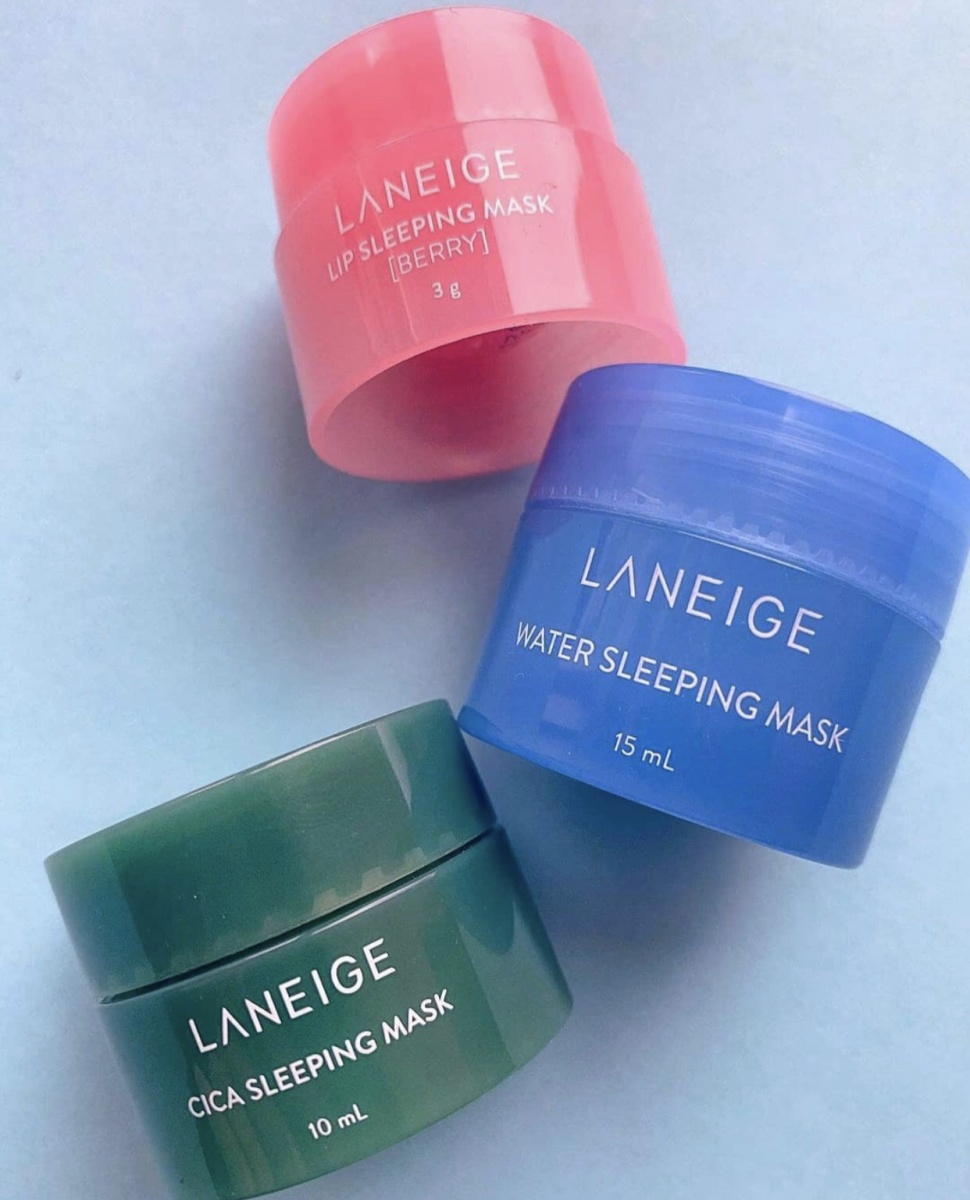 LANEIGE
LIP SLEEPING MASK
[BERRY]
3 g
LANEIGE
WATER SLEEPING MASK
15 mL
LANEIGE
CICA SLEEPING MASK
10 mL